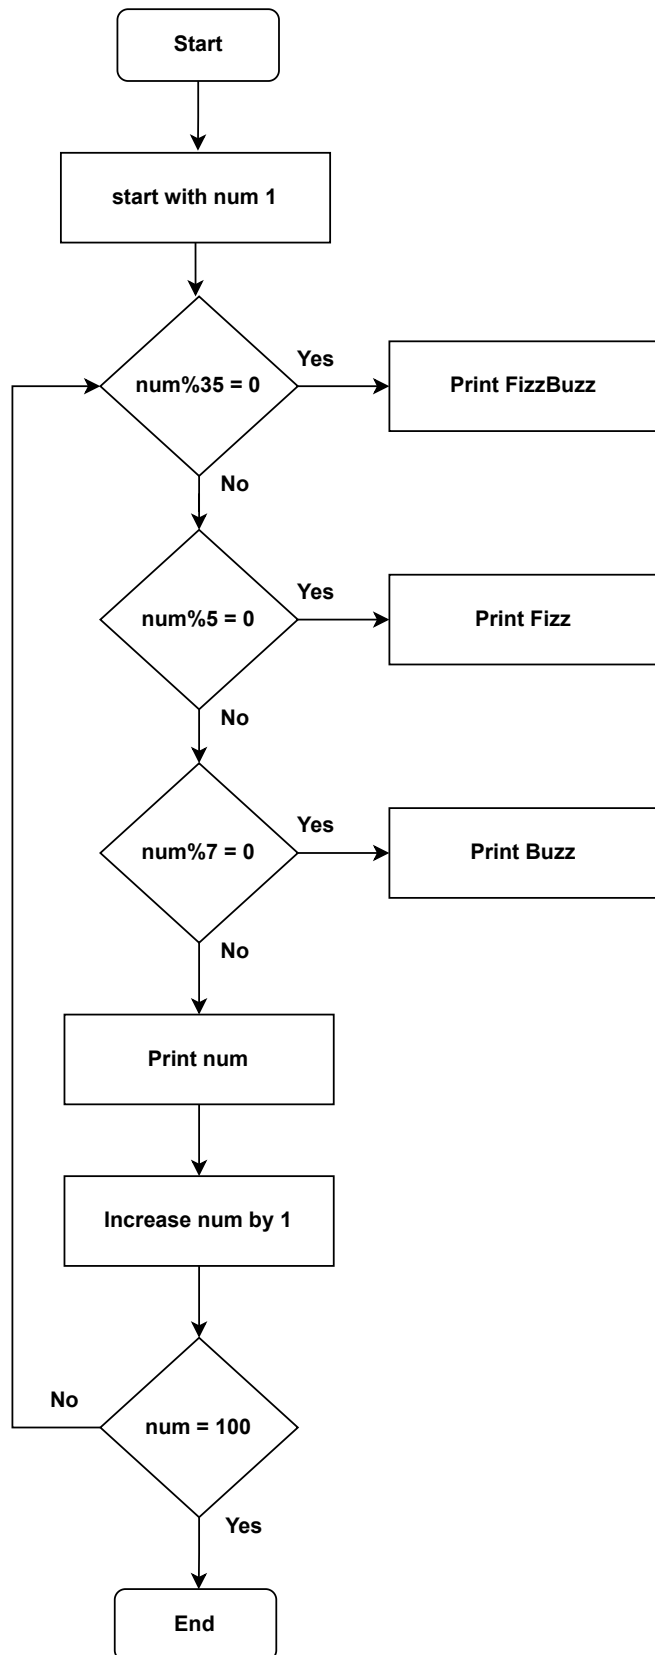 Start
start with num 1
num%35 = 0
Yes
Print FizzBuzz
No
num%5 = 0
Yes
Print Fizz
No
num%7 = 0
Yes
Print Buzz
No
Print num
Increase num by 1
num = 100
No
Yes
End